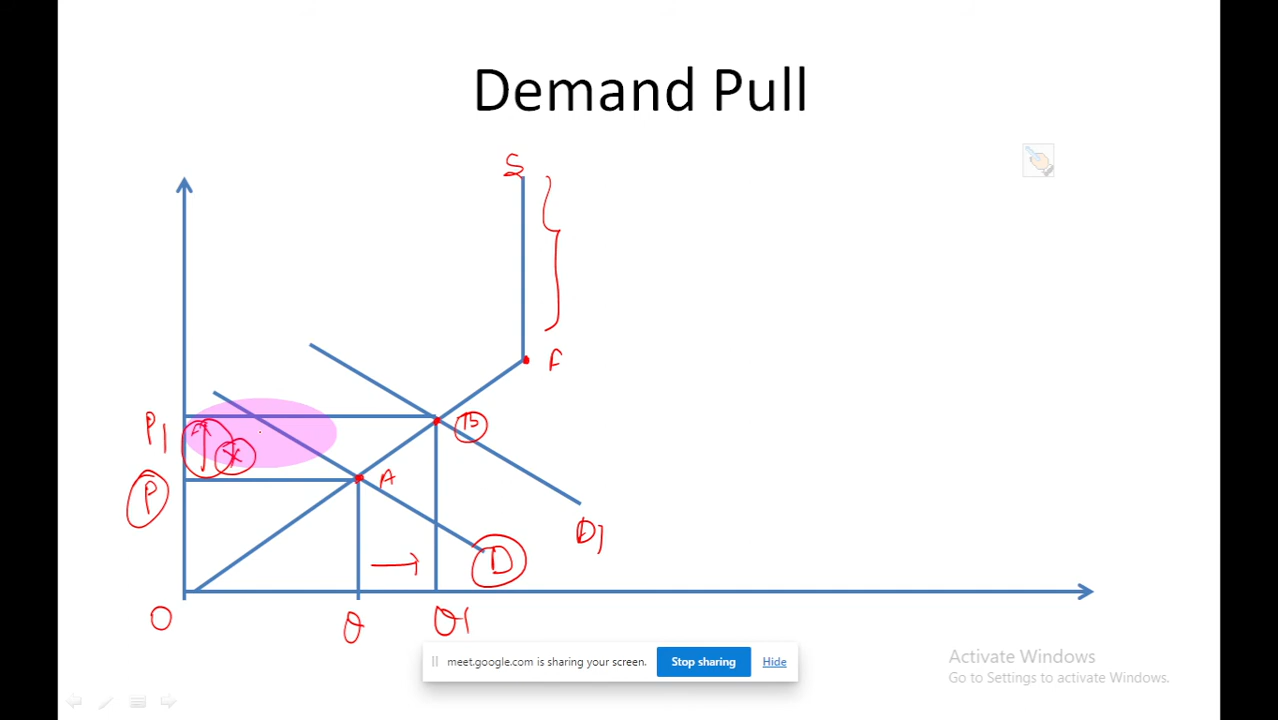 Demand Pull
S
F
P1
B
P
A
D1
D
O
Q
Q1
meet.google.com is sharing your screen. Stop sharing Hide
Activate Windows
Go to Settings to activate Windows.